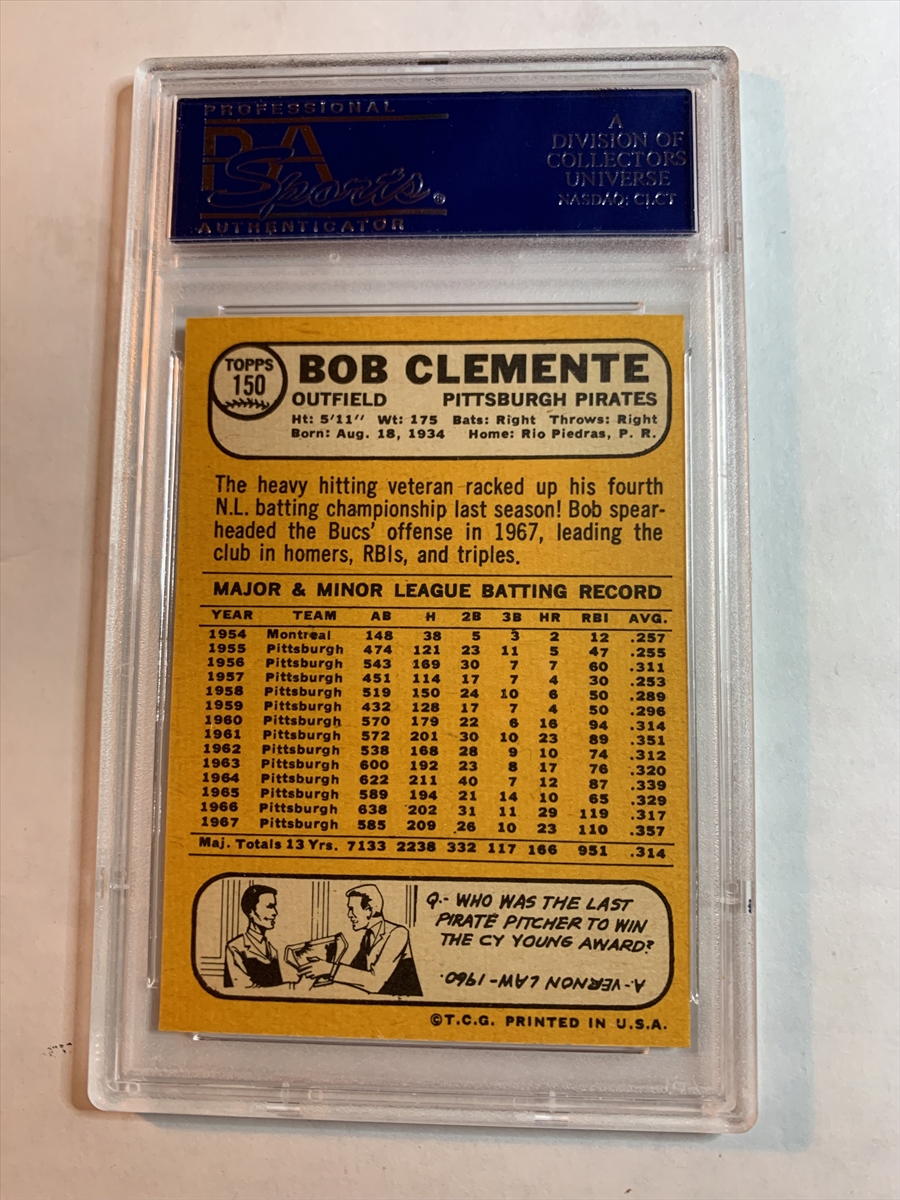 PROFESSIONAL
PSA
Sports®
AUTHENTICATOR
A
DIVISION OF
COLLECTORS
UNIVERSE
NASDAQ: CLCT
TOPPS
150
BOB CLEMENTE
OUTFIELD PITTSBURGH PIRATES
Ht: 5'11" Wt: 175 Bats: Right Throws: Right
Born: Aug. 18, 1934 Home: Rio Piedras, P. R.
The heavy hitting veteran racked up his fourth
N.L. batting championship last season! Bob spear-
headed the Bucs' offense in 1967, leading the
club in homers, RBIs, and triples.
MAJOR & MINOR LEAGUE BATTING RECORD
YEAR TEAM AB H 2B 3B HR RBI AVG.
1954 Montreal 148 38 5 3 2 12 .257
1955 Pittsburgh 474 121 23 11 5 47 .255
1956 Pittsburgh 543 169 30 7 7 60 .311
1957 Pittsburgh 451 114 17 7 4 30 .253
1958 Pittsburgh 519 150 24 10 6 50 .289
1959 Pittsburgh 432 128 17 7 4 50 .296
1960 Pittsburgh 570 179 22 6 16 94 .314
1961 Pittsburgh 572 201 30 10 23 89 .351
1962 Pittsburgh 538 168 28 9 10 74 .312
1963 Pittsburgh 600 192 23 8 17 76 .320
1964 Pittsburgh 622 211 40 7 12 87 .339
1965 Pittsburgh 589 194 21 14 10 65 .329
1966 Pittsburgh 638 202 31 11 29 119 .317
1967 Pittsburgh 585 209 26 10 23 110 .357
Maj. Totals 13 Yrs. 7133 2238 332 117 166 951 .314
Q.- WHO WAS THE LAST
PIRATE PITCHER TO WIN
THE CY YOUNG AWARD?
A.-VERNON LAW-1960.
©T.C.G. PRINTED IN U.S.A.